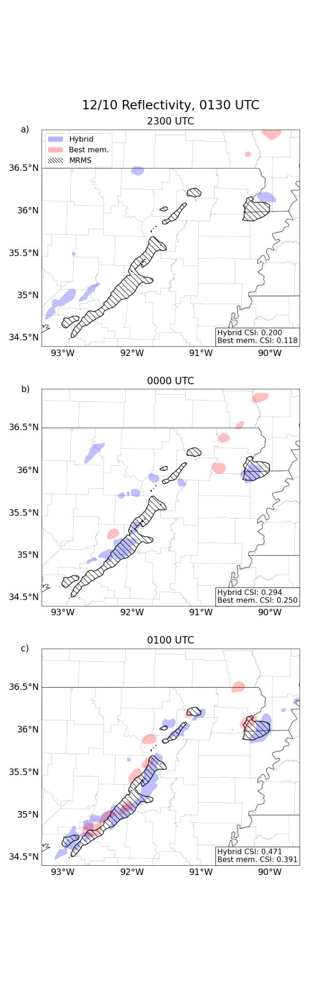 12/10 Reflectivity, 0130 UTC
2300 UTC
a)
Hybrid
Best mem.
MRMS
36.5°N
36°N
35.5°N
35°N
34.5°N
Hybrid CSI: 0.200
Best mem. CSI: 0.118
93°W 92°W 91°W 90°W
0000 UTC
b)
36.5°N
36°N
35.5°N
35°N
34.5°N
Hybrid CSI: 0.294
Best mem. CSI: 0.250
93°W 92°W 91°W 90°W
0100 UTC
c)
36.5°N
36°N
35.5°N
35°N
34.5°N
Hybrid CSI: 0.471
Best mem. CSI: 0.391
93°W 92°W 91°W 90°W